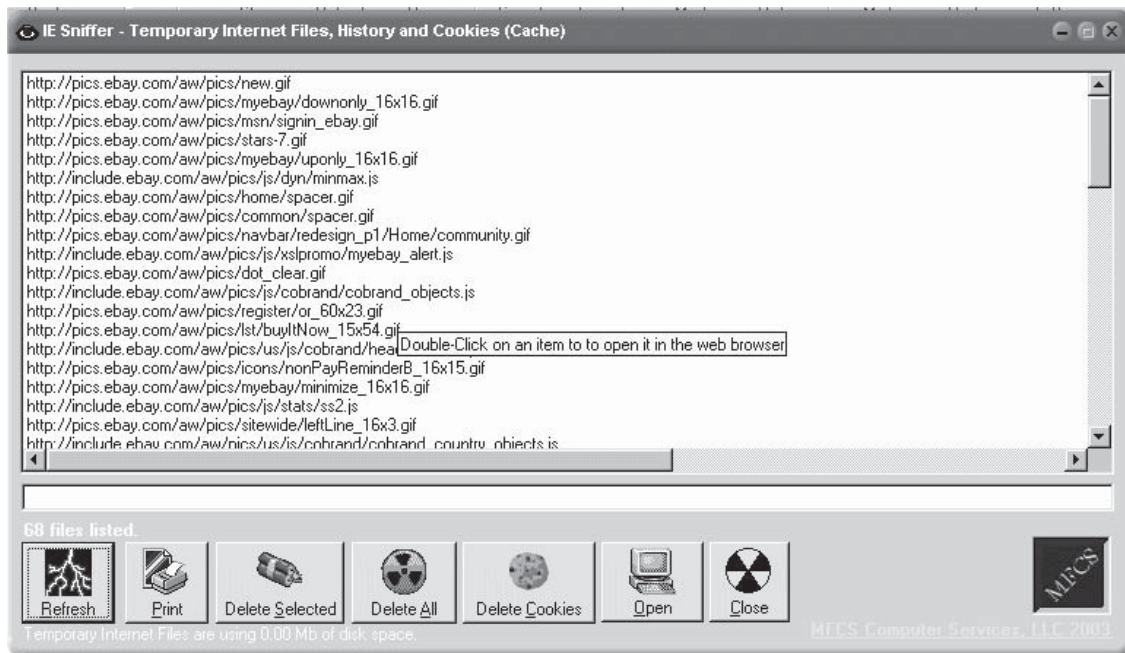 IE Sniffer - Temporary Internet Files, History and Cookies (Cache)
http://pics.ebay.com/aw/pics/new.gif
http://pics.ebay.com/aw/pics/myebay/downonly_16x16.gif
http://pics.ebay.com/aw/pics/msn/signin_ebay.gif
http://pics.ebay.com/aw/pics/stars-7.gif
http://pics.ebay.com/aw/pics/myebay/uponly_16x16.gif
http://include.ebay.com/aw/pics/js/dyn/minmax.js
http://pics.ebay.com/aw/pics/home/spacer.gif
http://pics.ebay.com/aw/pics/common/spacer.gif
http://pics.ebay.com/aw/pics/navbar/redesign_p1/Home/community.gif
http://include.ebay.com/aw/pics/js/xslpromo/myebay_alert.js
http://pics.ebay.com/aw/pics/dot_clear.gif
http://include.ebay.com/aw/pics/js/cobrand/cobrand_objects.js
http://pics.ebay.com/aw/pics/register/or_60x23.gif
http://pics.ebay.com/aw/pics/lst/buyItNow_15x54.gif
http://include.ebay.com/aw/pics/us/js/cobrand/hea
Double-Click on an item to to open it in the web browser
http://pics.ebay.com/aw/pics/icons/nonPayReminderB_16x15.gif
http://pics.ebay.com/aw/pics/myebay/minimize_16x16.gif
http://include.ebay.com/aw/pics/js/stats/ss2.js
http://pics.ebay.com/aw/pics/sitewide/leftLine_16x3.gif
http://include.ebay.com/aw/pics/us/js/cobrand/cobrand_country_objects.js
68 files listed.
Refresh
Print
Delete Selected
Delete All
Delete Cookies
Open
Close
MFCS
Temporary Internet Files are using 0.00 Mb of disk space.
MFCS Computer Services, LLC 2003